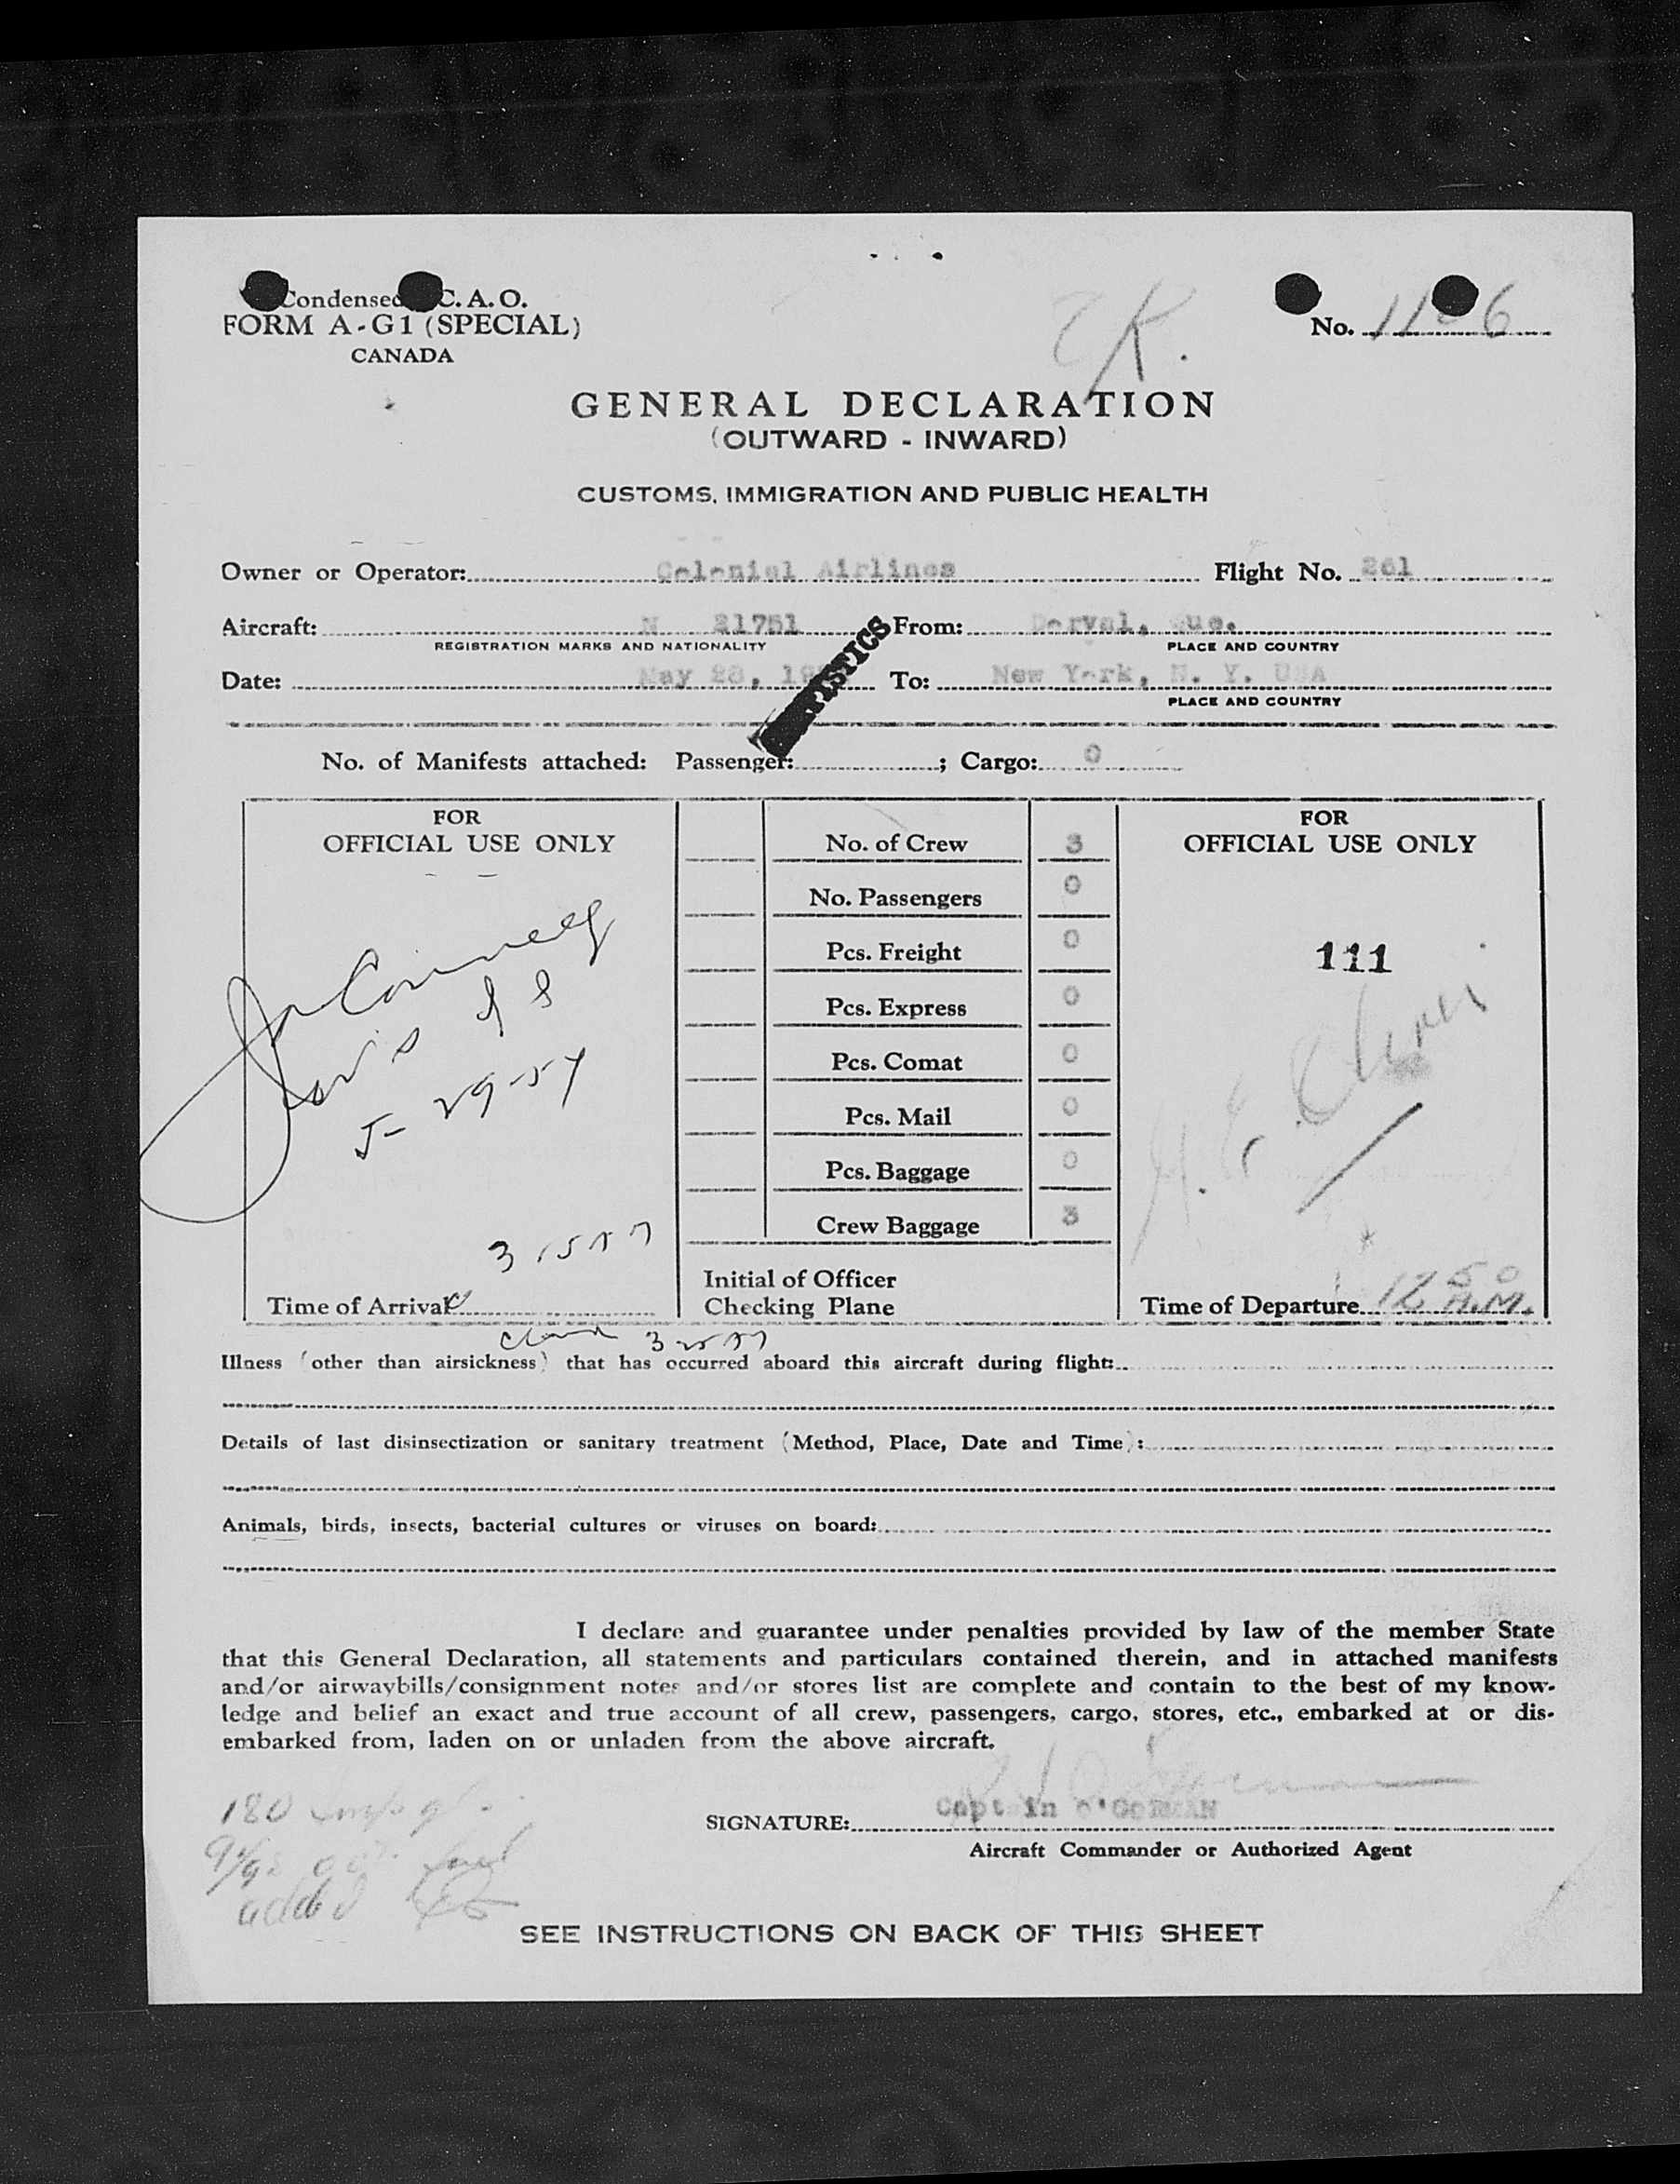 Condensed C. A. O.
FORM A-G1 (SPECIAL)
CANADA
No.
GENERAL DECLARATION
(OUTWARD - INWARD)
CUSTOMS, IMMIGRATION AND PUBLIC HEALTH
Owner or Operator: Colonial Airlines Flight No. 261
Aircraft: N 21751 From: Dorval, Que.
REGISTRATION MARKS AND NATIONALITY PLACE AND COUNTRY
Date: May 28, To: New York, N. Y. USA
PLACE AND COUNTRY
No. of Manifests attached: Passenger: ; Cargo: 0
FOR
OFFICIAL USE ONLY
5-29-54
Time of Arrival
No. of Crew 3
No. Passengers 0
Pcs. Freight 0
Pcs. Express 0
Pcs. Comat 0
Pcs. Mail 0
Pcs. Baggage 0
Crew Baggage 3
Initial of Officer
Checking Plane
FOR
OFFICIAL USE ONLY
111
Time of Departure 12 50 A.M.
Illness (other than airsickness) that has occurred aboard this aircraft during flight:
Details of last disinsectization or sanitary treatment (Method, Place, Date and Time):
Animals, birds, insects, bacterial cultures or viruses on board:
I declare and guarantee under penalties provided by law of the member State
that this General Declaration, all statements and particulars contained therein, and in attached manifests
and/or airwaybills/consignment notes and/or stores list are complete and contain to the best of my know-
ledge and belief an exact and true account of all crew, passengers, cargo, stores, etc., embarked at or dis-
embarked from, laden on or unladen from the above aircraft.
180
added
SIGNATURE: Captain O'GORMAN
Aircraft Commander or Authorized Agent
SEE INSTRUCTIONS ON BACK OF THIS SHEET